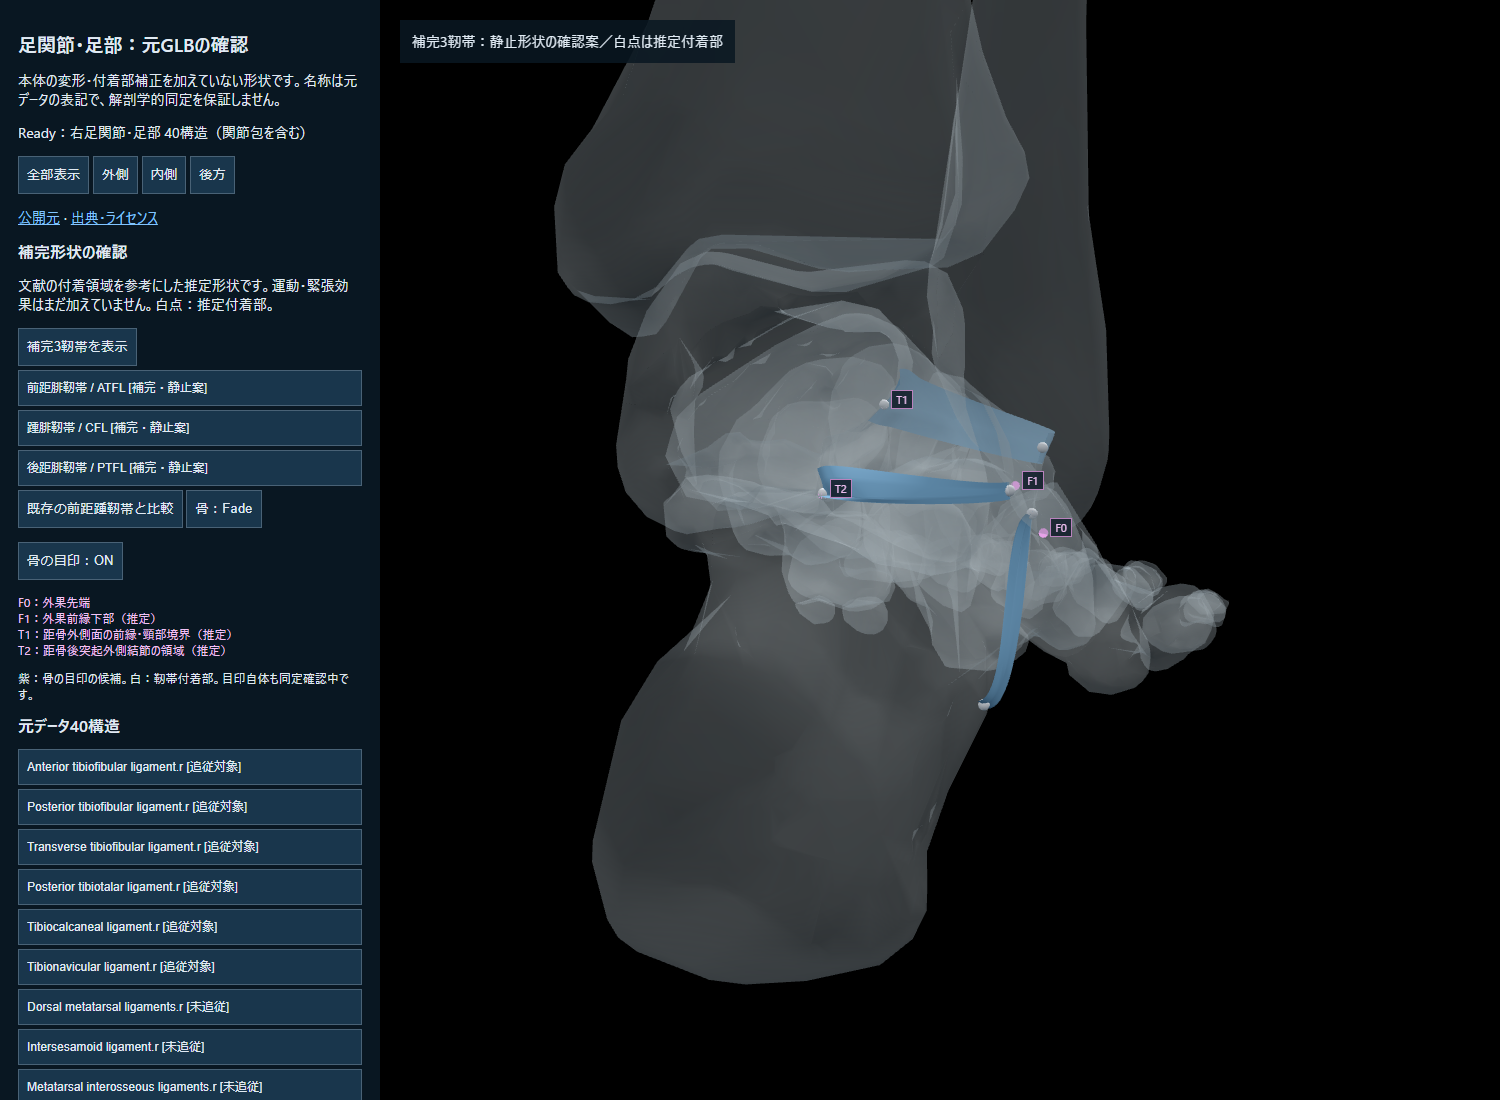 足関節・足部：元GLBの確認
本体の変形・付着部補正を加えていない形状です。名称は元
データの表記で、解剖学的同定を保証しません。
Ready：右足関節・足部 40構造（関節包を含む）
全部表示 外側 内側 後方
公開元・出典・ライセンス
補完形状の確認
文献の付着領域を参考にした推定形状です。運動・緊張効
果はまだ加えていません。白点：推定付着部。
補完3靭帯を表示
前距腓靭帯 / ATFL [補完・静止案]
踵腓靭帯 / CFL [補完・静止案]
後距腓靭帯 / PTFL [補完・静止案]
既存の前距踵靭帯と比較 骨：Fade
骨の目印：ON
F0：外果先端
F1：外果前縁下部（推定）
T1：距骨外側面の前縁・頸部境界（推定）
T2：距骨後突起外側結節の領域（推定）
紫：骨の目印の候補。白：靭帯付着部。目印自体も同定確認中で
す。
元データ40構造
Anterior tibiofibular ligament.r [追従対象]
Posterior tibiofibular ligament.r [追従対象]
Transverse tibiofibular ligament.r [追従対象]
Posterior tibiotalar ligament.r [追従対象]
Tibiocalcaneal ligament.r [追従対象]
Tibionavicular ligament.r [追従対象]
Dorsal metatarsal ligaments.r [未追従]
Intersesamoid ligament.r [未追従]
Metatarsal interosseous ligaments.r [未追従]
補完3靭帯：静止形状の確認案／白点は推定付着部
T1
F1
T2
F0